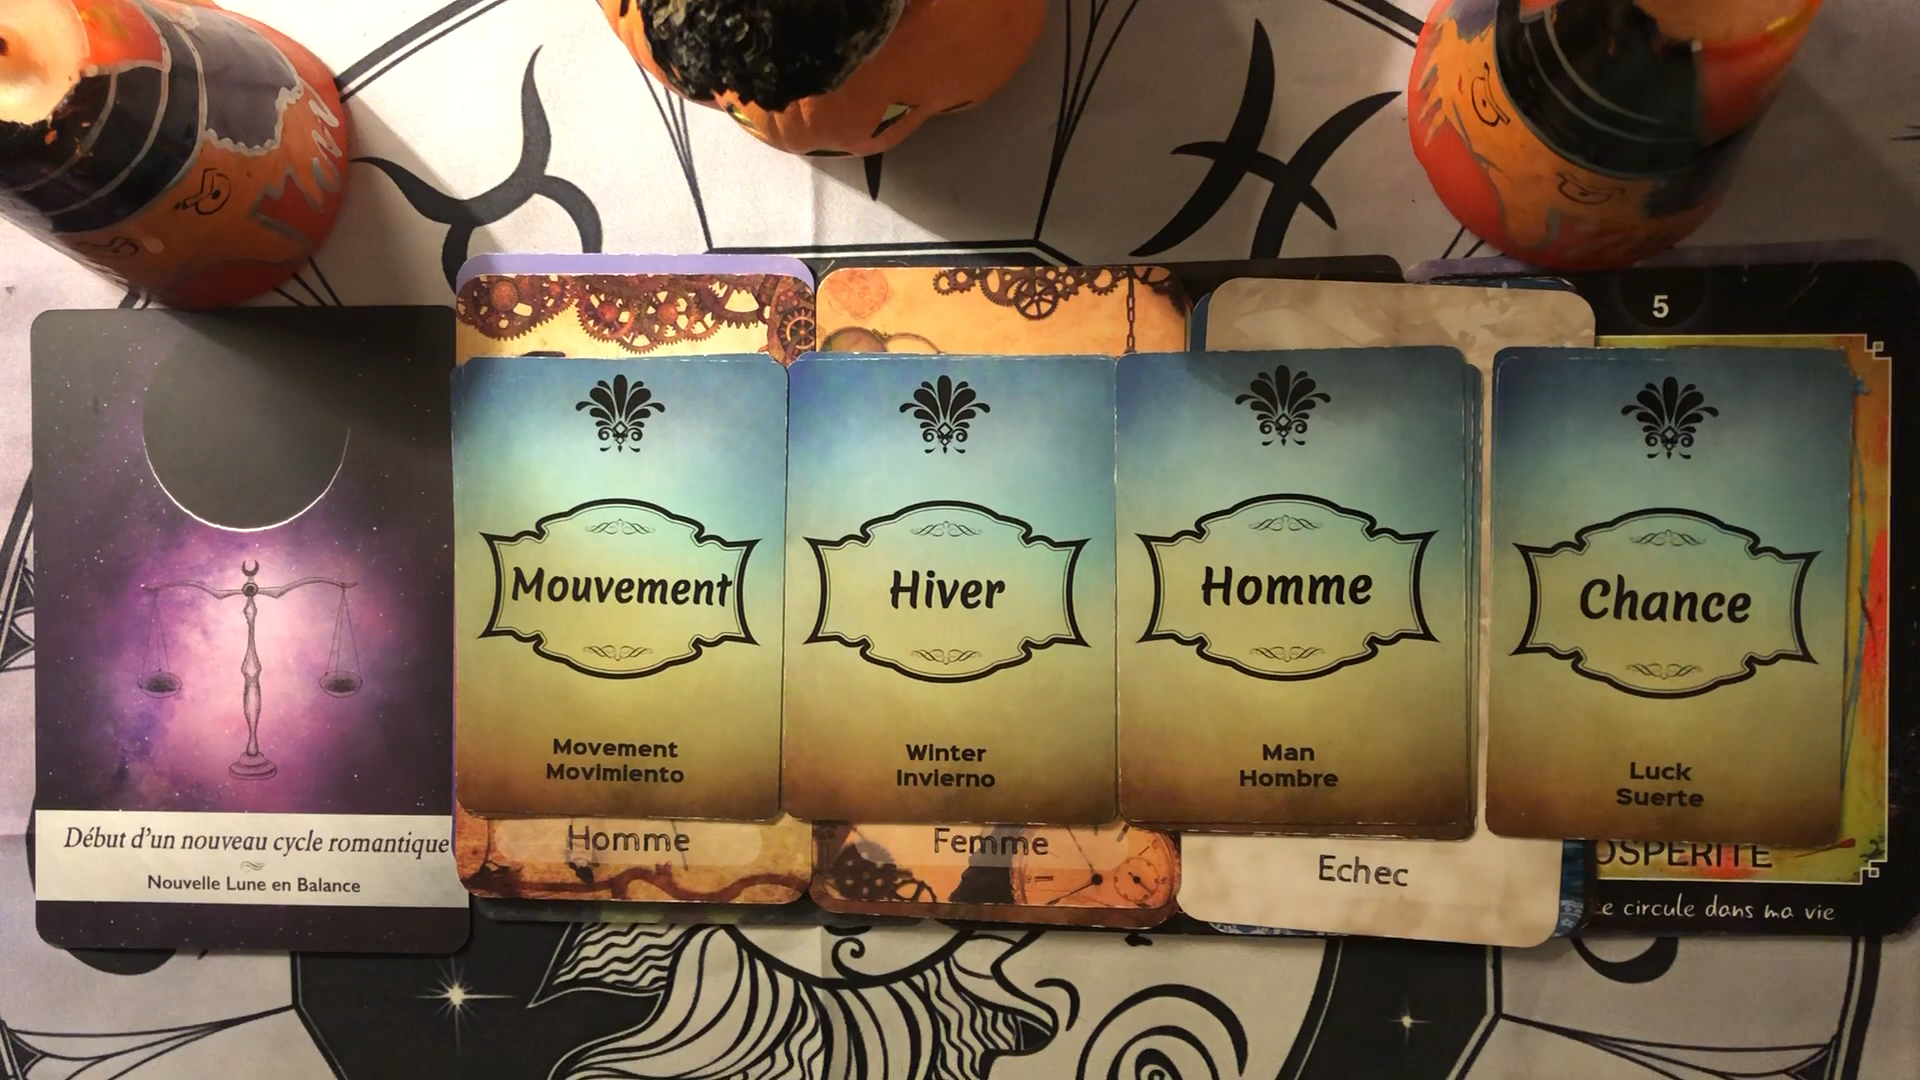 5
Mouvement
Hiver
Homme
Chance
Movement
Movimiento
Winter
Invierno
Man
Hombre
Luck
Suerte
Début d'un nouveau cycle romantique
Nouvelle Lune en Balance
Homme
Femme
Echec
OSPERITE
circule dans ma vie